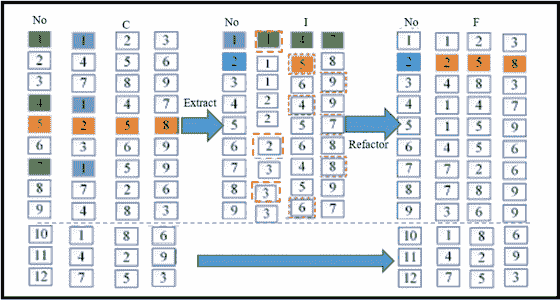 No C No I No F
1 1 2 3 1 1 4 7 1 1 2 3
2 4 5 6 2 1 5 8 2 2 5 8
3 7 8 9 3 1 6 9 3 4 8 3
4 1 4 7 4 2 4 9 4 1 4 7
Extract
5 2 5 8 5 2 5 7 5 1 5 9
Refactor
6 3 6 9 6 2 6 8 6 4 5 6
7 1 5 9 7 3 4 8 7 7 2 6
8 7 2 6 8 3 5 9 8 7 8 9
9 4 8 3 9 3 6 7 9 3 6 9
10 1 8 6 10 1 8 6
11 4 2 9 11 4 2 9
12 7 5 3 12 7 5 3